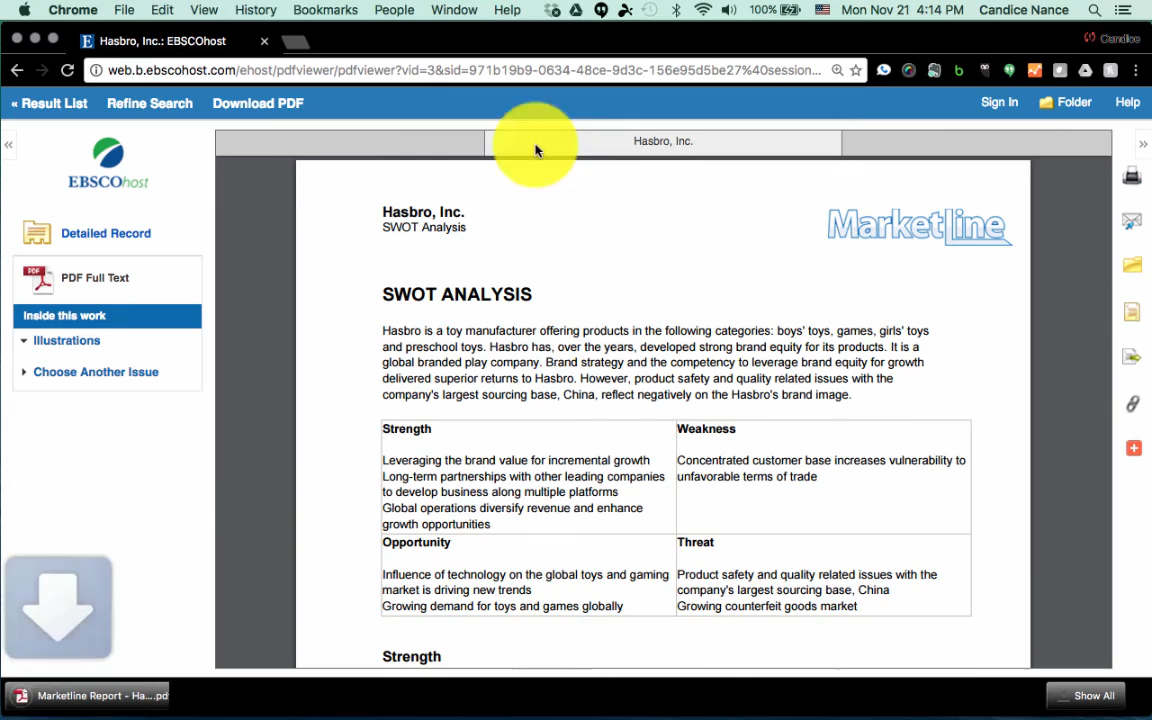 Chrome File Edit View History Bookmarks People Window Help 100% Mon Nov 21 4:14 PM Candice Nance
Hasbro, Inc.: EBSCOhost
Candice
web.b.ebscohost.com/ehost/pdfviewer/pdfviewer?vid=3&sid=971b19b9-0634-48ce-9d3c-156e95d5be27%40session...
« Result List Refine Search Download PDF Sign In Folder Help
Hasbro, Inc.
EBSCOhost
Detailed Record
PDF PDF Full Text
Inside this work
Illustrations
Choose Another Issue
Hasbro, Inc.
SWOT Analysis
MarketLine
SWOT ANALYSIS
Hasbro is a toy manufacturer offering products in the following categories: boys' toys, games, girls' toys
and preschool toys. Hasbro has, over the years, developed strong brand equity for its products. It is a
global branded play company. Brand strategy and the competency to leverage brand equity for growth
delivered superior returns to Hasbro. However, product safety and quality related issues with the
company's largest sourcing base, China, reflect negatively on the Hasbro's brand image.
Strength
Leveraging the brand value for incremental growth
Long-term partnerships with other leading companies
to develop business along multiple platforms
Global operations diversify revenue and enhance
growth opportunities
Weakness
Concentrated customer base increases vulnerability to
unfavorable terms of trade
Opportunity
Influence of technology on the global toys and gaming
market is driving new trends
Growing demand for toys and games globally
Threat
Product safety and quality related issues with the
company's largest sourcing base, China
Growing counterfeit goods market
Strength
Marketline Report - Ha....pdf
Show All